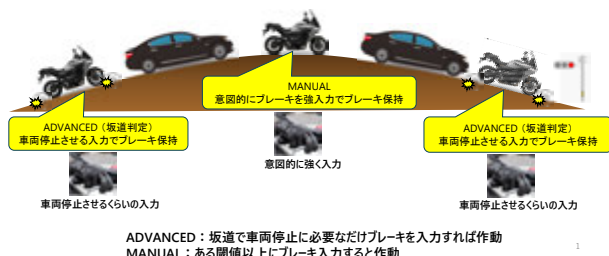 MANUAL
意図的にブレーキを強入力でブレーキ保持
ADVANCED（坂道判定）
車両停止させる入力でブレーキ保持
ADVANCED（坂道判定）
車両停止させる入力でブレーキ保持
意図的に強く入力
車両停止させるくらいの入力
車両停止させるくらいの入力
ADVANCED：坂道で車両停止に必要なだけブレーキを入力すれば作動
MANUAL：ある閾値以上にブレーキ入力すると作動
1